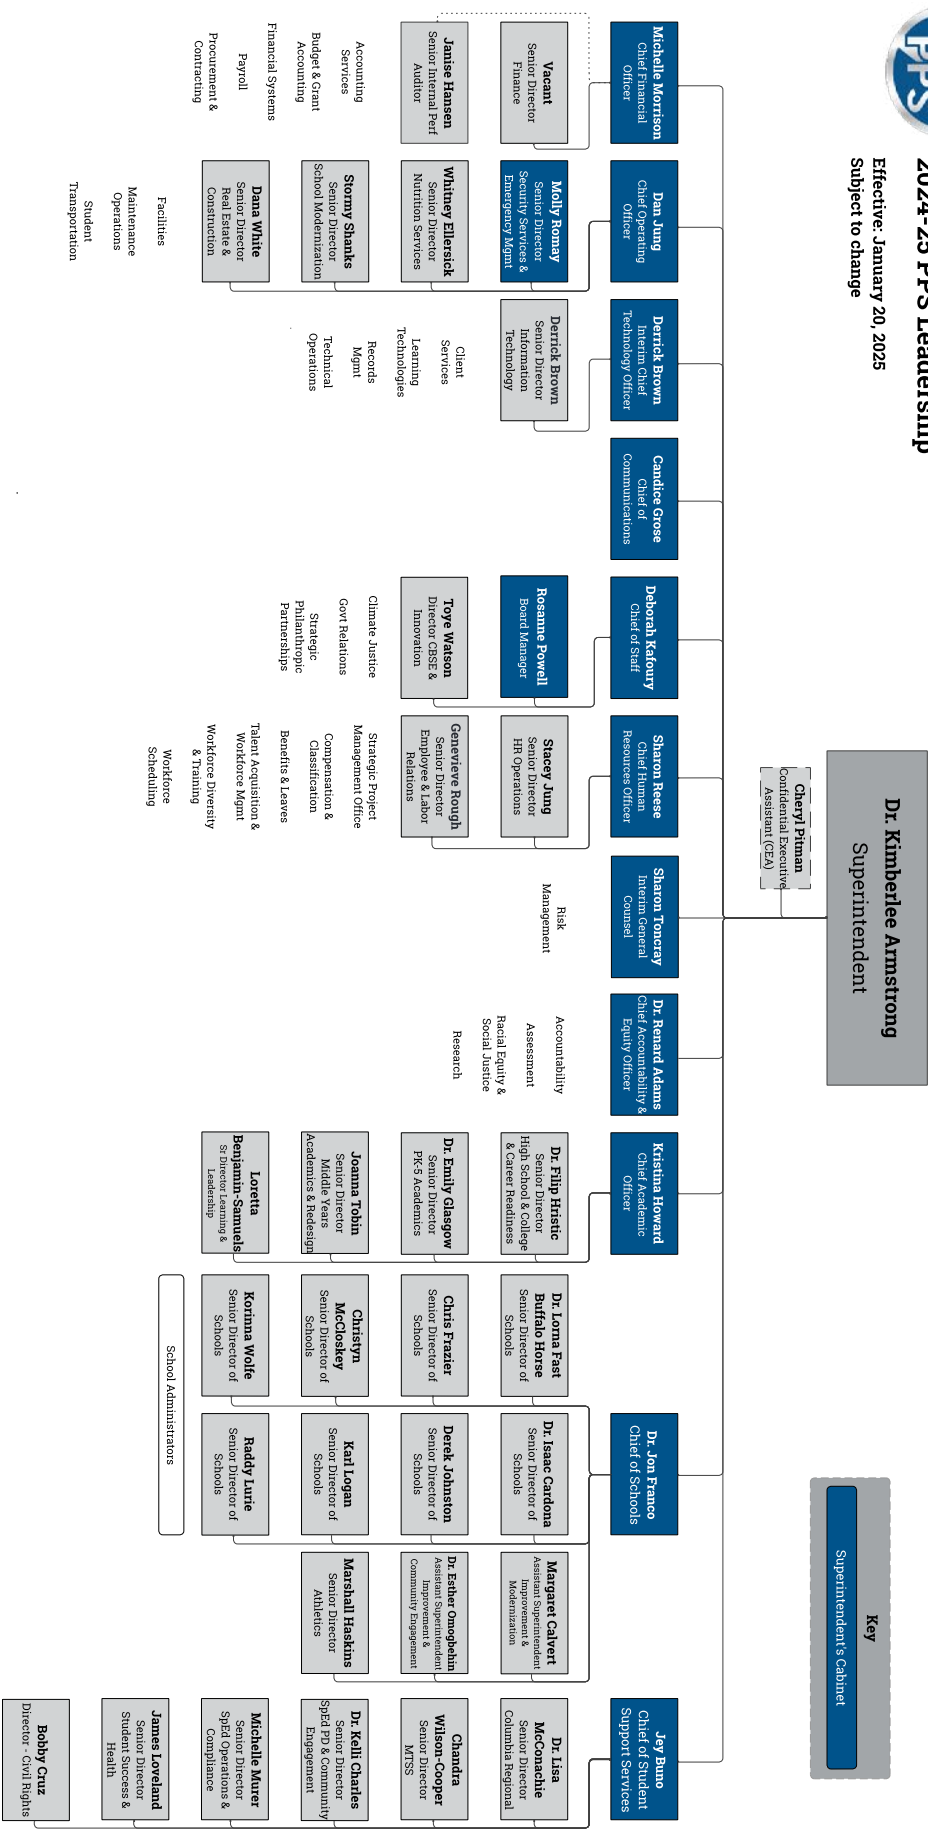 PPS
2024-25 PPS Leadership
Effective: January 20, 2025
Subject to change
Dr. Kimberlee Armstrong
Superintendent
Cheryl Pitman
Confidential Executive
Assistant (CEA)
Key
Superintendent's Cabinet
Michelle Morrison
Chief Financial
Officer
Vacant
Senior Director
Finance
Janise Hansen
Senior Internal Perf
Auditor
Accounting
Services
Budget & Grant
Accounting
Financial Systems
Payroll
Procurement &
Contracting
Dan Jung
Chief Operating
Officer
Molly Romay
Senior Director
Security Services &
Emergency Mgmt
Whitney Ellersick
Senior Director
Nutrition Services
Stormy Shanks
Senior Director
School Modernization
Dana White
Senior Director
Real Estate &
Construction
Facilities
Maintenance
Operations
Student
Transportation
Derrick Brown
Interim Chief
Technology Officer
Derrick Brown
Senior Director
Information
Technology
Client
Services
Learning
Technologies
Records
Mgmt
Technical
Operations
Candice Grose
Chief of
Communications
Deborah Kafoury
Chief of Staff
Rosanne Powell
Board Manager
Toye Watson
Director CBSE &
Innovation
Climate Justice
Govt Relations
Strategic
Philanthropic
Partnerships
Sharon Reese
Chief Human
Resources Officer
Stacey Jung
Senior Director
HR Operations
Genevieve Rough
Senior Director
Employee & Labor
Relations
Strategic Project
Management Office
Compensation &
Classification
Benefits & Leaves
Talent Acquisition &
Workforce Mgmt
Workforce Diversity
& Training
Workforce
Scheduling
Sharon Toncray
Interim General
Counsel
Risk
Management
Dr. Renard Adams
Chief Accountability &
Equity Officer
Accountability
Assessment
Racial Equity &
Social Justice
Research
Kristina Howard
Chief Academic
Officer
Dr. Filip Hristic
Senior Director
High School & College
& Career Readiness
Dr. Emily Glasgow
Senior Director
PK-5 Academics
Joanna Tobin
Senior Director
Middle Years
Academics & Redesign
Loretta
Benjamin-Samuels
Sr Director Learning &
Leadership
Dr. Jon Franco
Chief of Schools
Dr. Lorna Fast
Buffalo Horse
Senior Director of
Schools
Chris Frazier
Senior Director of
Schools
Christyn
McCloskey
Senior Director of
Schools
Korinna Wolfe
Senior Director of
Schools
Dr. Isaac Cardona
Senior Director of
Schools
Derek Johnston
Senior Director of
Schools
Karl Logan
Senior Director of
Schools
Raddy Lurie
Senior Director of
Schools
School Administrators
Margaret Calvert
Assistant Superintendent
Improvement &
Modernization
Dr. Esther Omogbehin
Assistant Superintendent
Improvement &
Community Engagement
Marshall Haskins
Senior Director
Athletics
Jey Buno
Chief of Student
Support Services
Dr. Lisa
McConachie
Senior Director
Columbia Regional
Chandra
Wilson-Cooper
Senior Director
MTSS
Dr. Kelli Charles
Senior Director
SpEd PD & Community
Engagement
Michelle Murer
Senior Director
SpEd Operations &
Compliance
James Loveland
Senior Director
Student Success &
Health
Bobby Cruz
Director - Civil Rights